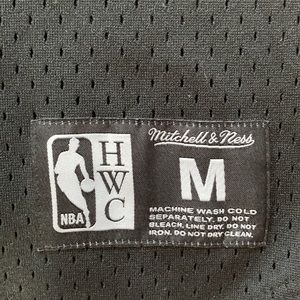 NBA
H
W
C
Mitchell & Ness
M
MACHINE WASH COLD
SEPARATELY. DO NOT
BLEACH. LINE DRY. DO NOT
IRON. DO NOT DRY CLEAN.